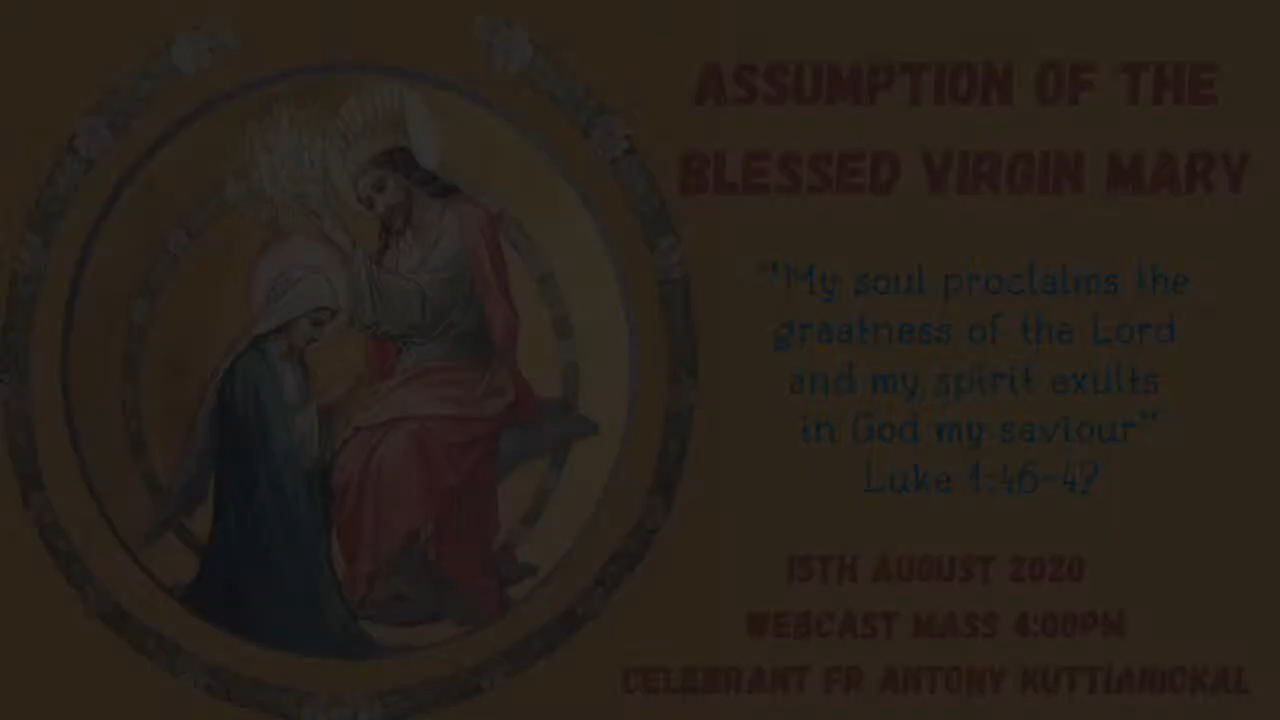 ASSUMPTION OF THE
BLESSED VIRGIN MARY
"My soul proclaims the
greatness of the Lord
and my spirit exults
in God my saviour"
Luke 1:46-47
15TH AUGUST 2020
WEBCAST MASS 4:00PM
CELEBRANT FR ANTONY KUTTIANICKAL